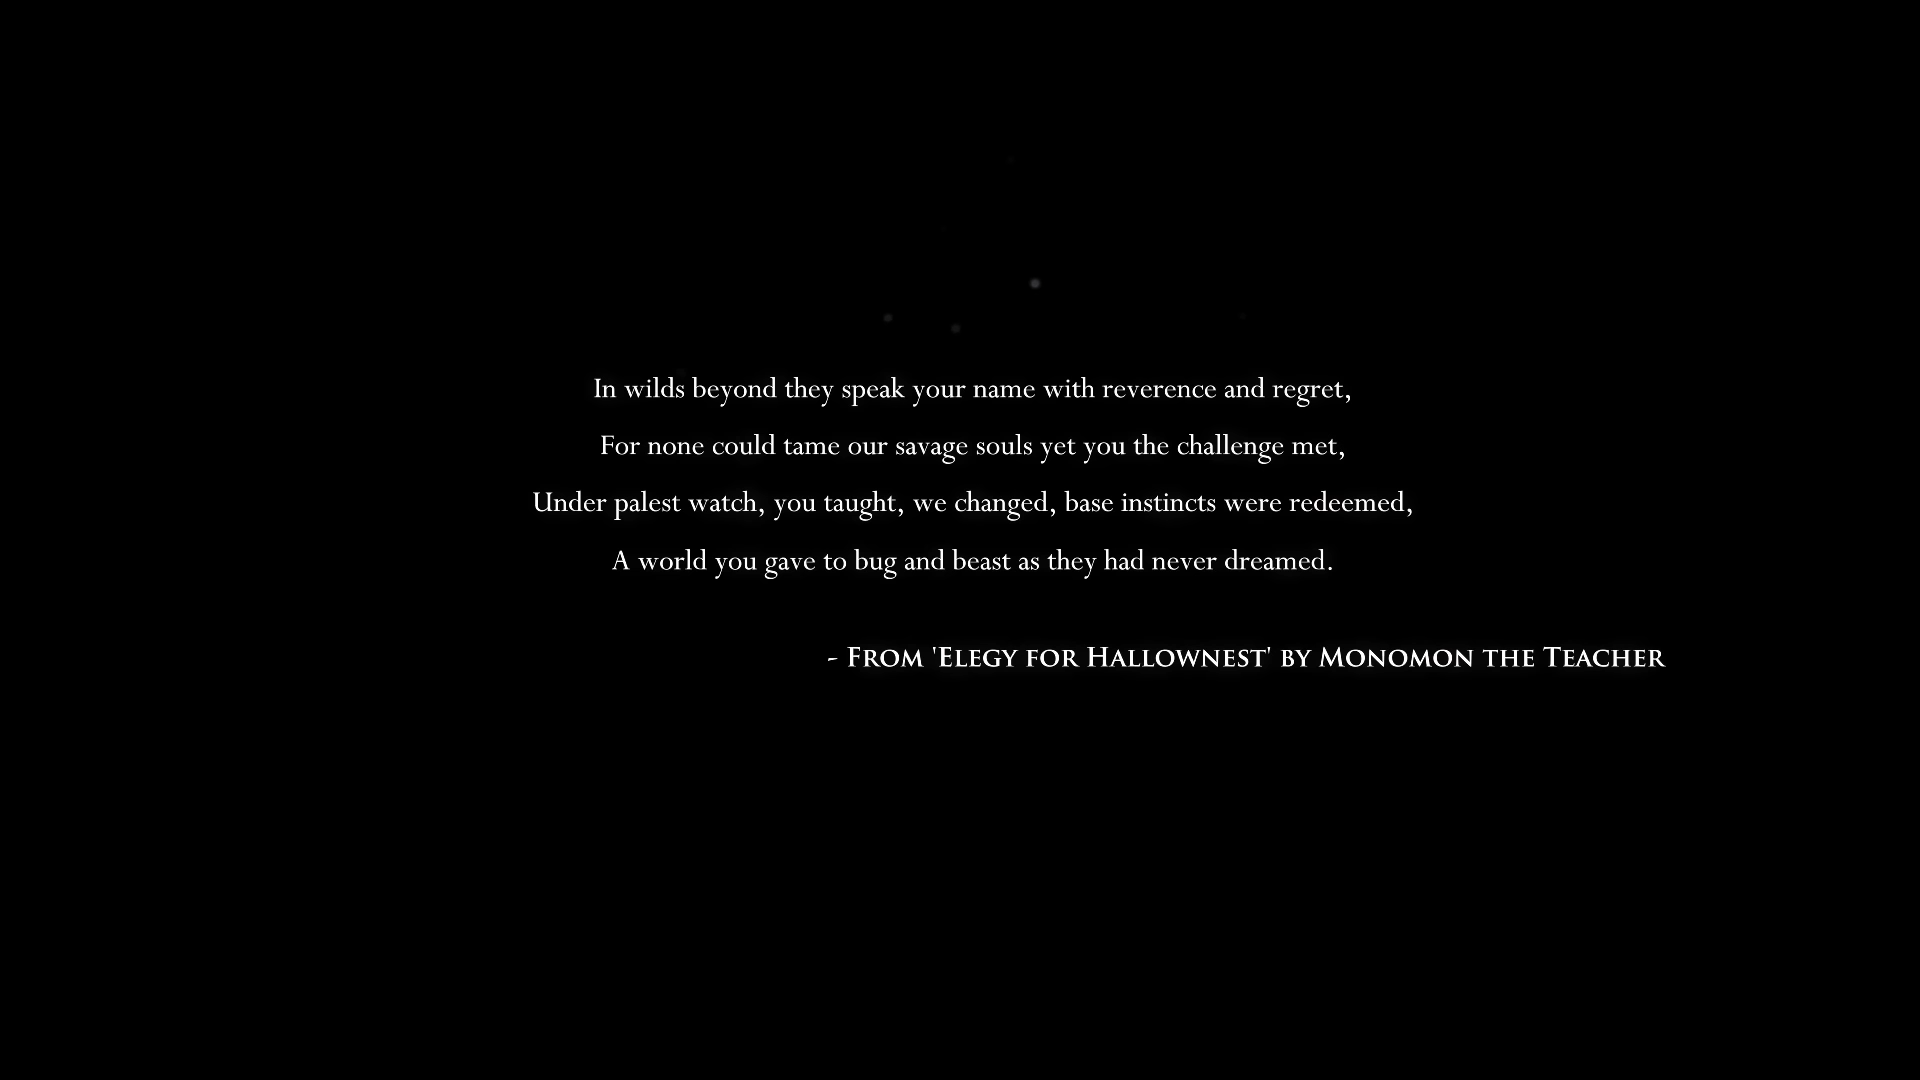 In wilds beyond they speak your name with reverence and regret,
For none could tame our savage souls yet you the challenge met,
Under palest watch, you taught, we changed, base instincts were redeemed,
A world you gave to bug and beast as they had never dreamed.
- From 'Elegy for Hallownest' by Monomon the Teacher